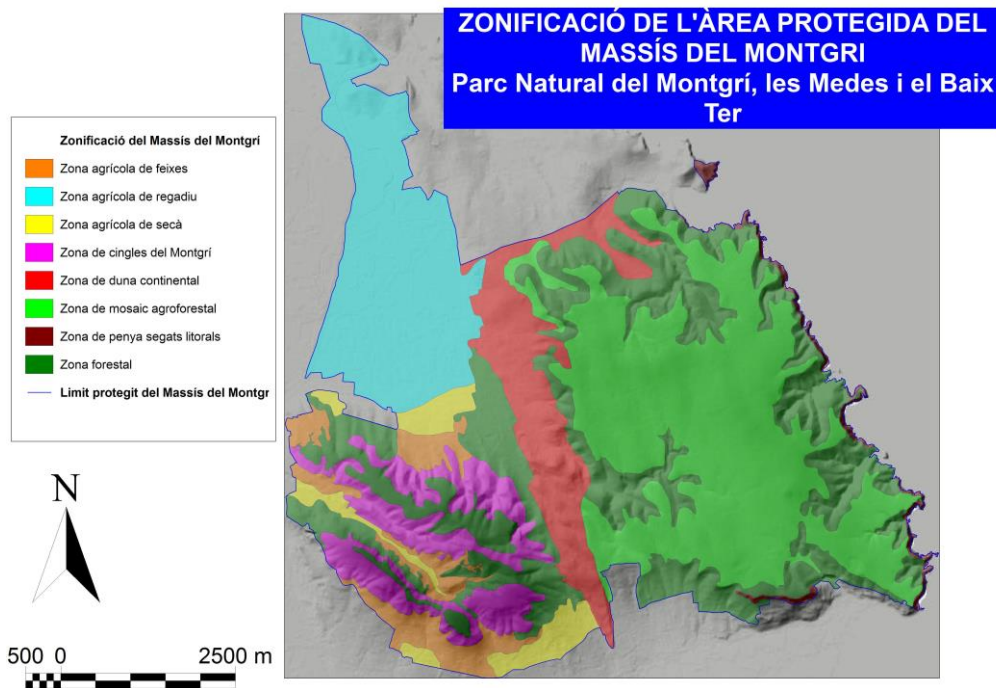 ZONIFICACIÓ DE L'ÀREA PROTEGIDA DEL
MASSÍS DEL MONTGRI
Parc Natural del Montgrí, les Medes i el Baix
Ter
Zonificació del Massís del Montgrí
Zona agrícola de feixes
Zona agrícola de regadiu
Zona agrícola de secà
Zona de cingles del Montgrí
Zona de duna continental
Zona de mosaic agroforestal
Zona de penya segats litorals
Zona forestal
Limit protegit del Massís del Montgr
N
500 0 2500 m